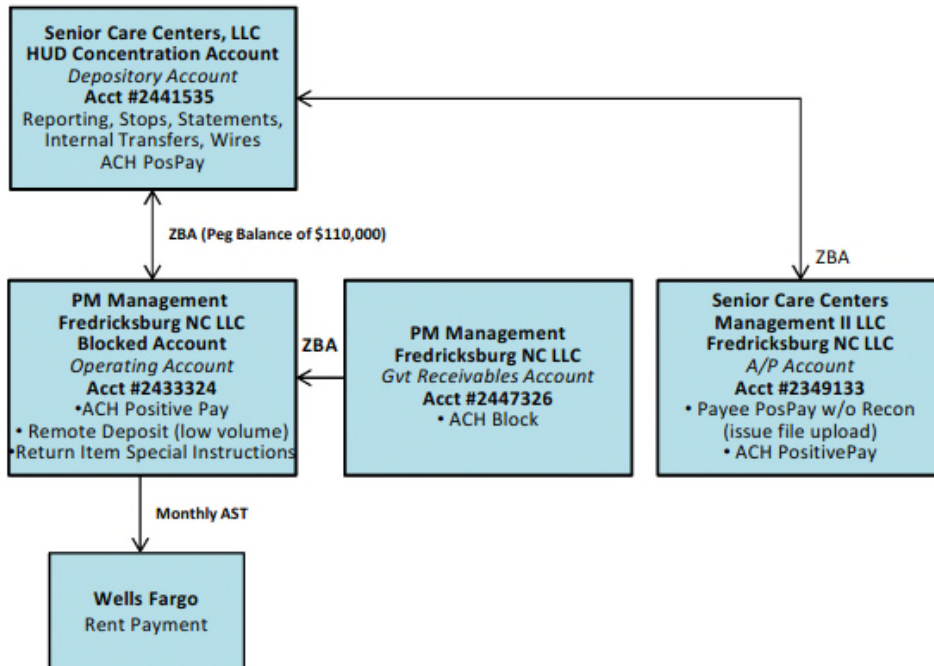 Senior Care Centers, LLC
HUD Concentration Account
Depository Account
Acct #2441535
Reporting, Stops, Statements,
Internal Transfers, Wires
ACH PosPay
ZBA (Peg Balance of $110,000)
ZBA
PM Management
Fredricksburg NC LLC
Blocked Account
Operating Account
Acct #2433324
•ACH Positive Pay
• Remote Deposit (low volume)
•Return Item Special Instructions
ZBA
PM Management
Fredricksburg NC LLC
Gvt Receivables Account
Acct #2447326
• ACH Block
Senior Care Centers
Management II LLC
Fredricksburg NC LLC
A/P Account
Acct #2349133
• Payee PosPay w/o Recon
(issue file upload)
• ACH PositivePay
Monthly AST
Wells Fargo
Rent Payment